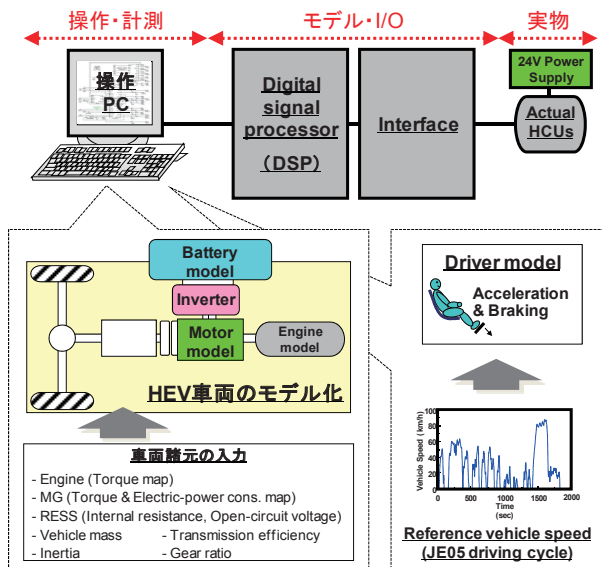 操作・計測
モデル・I/O
実物
操作
PC
Digital
signal
processor
（DSP）
Interface
24V Power
Supply
Actual
HCUs
Battery
model
Inverter
Motor
model
Engine
model
HEV車両のモデル化
車両諸元の入力
- Engine (Torque map)
- MG (Torque & Electric-power cons. map)
- RESS (Internal resistance, Open-circuit voltage)
- Vehicle mass - Transmission efficiency
- Inertia - Gear ratio
Driver model
Acceleration
& Braking
Vehicle Speed ( km/h)
100
80
60
40
20
0
0 500 1000 1500 2000
Time
(sec)
Reference vehicle speed
(JE05 driving cycle)